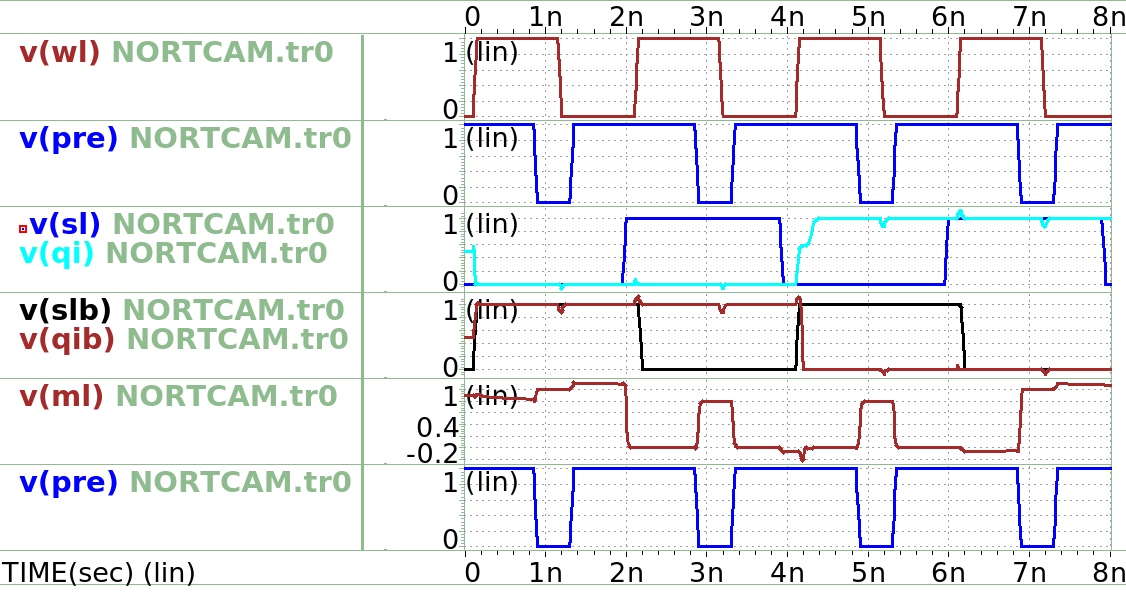 0 1n 2n 3n 4n 5n 6n 7n 8n
v(wl) NORTCAM.tr0 1 (lin)
0
v(pre) NORTCAM.tr0 1 (lin)
0
v(sl) NORTCAM.tr0 1 (lin)
v(qi) NORTCAM.tr0
0
v(slb) NORTCAM.tr0 1 (lin)
v(qib) NORTCAM.tr0
0
v(ml) NORTCAM.tr0 1 (lin)
0.4
-0.2
v(pre) NORTCAM.tr0 1 (lin)
0
TIME(sec) (lin) 0 1n 2n 3n 4n 5n 6n 7n 8n